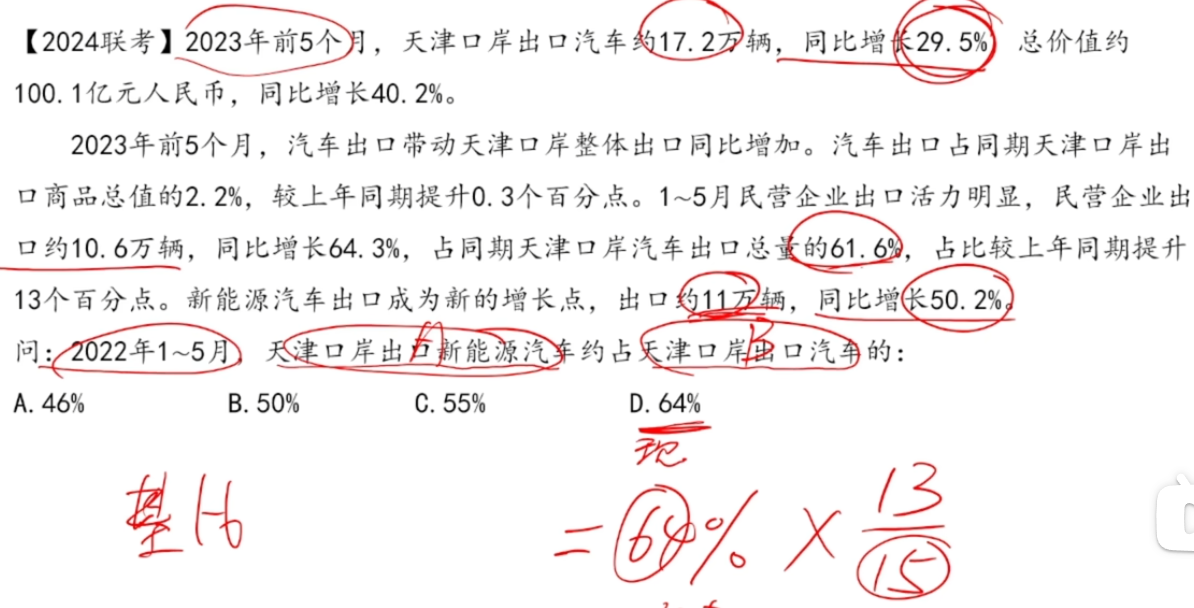 【2024联考】2023年前5个月，天津口岸出口汽车约17.2万辆，同比增长29.5%，总价值约
100.1亿元人民币，同比增长40.2%。
2023年前5个月，汽车出口带动天津口岸整体出口同比增加。汽车出口占同期天津口岸出
口商品总值的2.2%，较上年同期提升0.3个百分点。1~5月民营企业出口活力明显，民营企业出
口约10.6万辆，同比增长64.3%，占同期天津口岸汽车出口总量的61.6%，占比较上年同期提升
13个百分点。新能源汽车出口成为新的增长点，出口约11万辆，同比增长50.2%。
问：2022年1~5月，天津口岸出口新能源汽车约占天津口岸出口汽车的：
A B
A. 46% B. 50% C. 55% D. 64%
现
基比 = 64% × 13/15